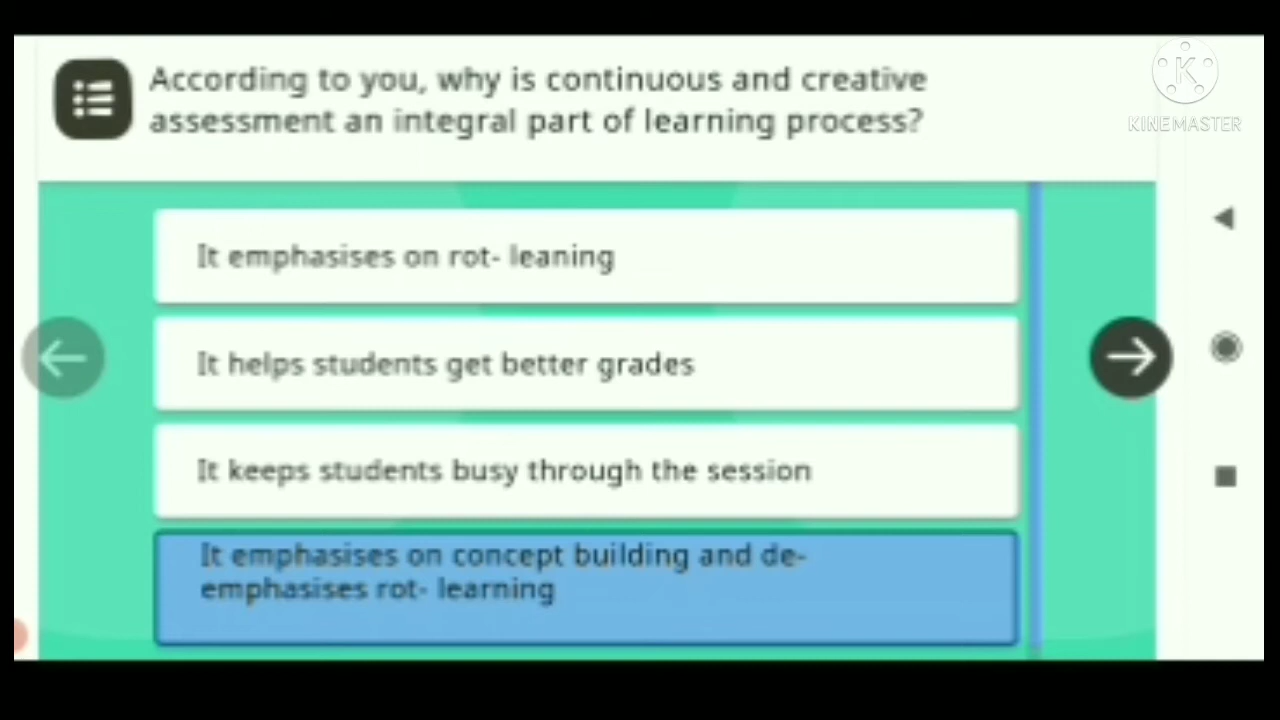 According to you, why is continuous and creative
assessment an integral part of learning process?
K
KINEMASTER
It emphasises on rot- leaning
It helps students get better grades
It keeps students busy through the session
It emphasises on concept building and de-
emphasises rot- learning